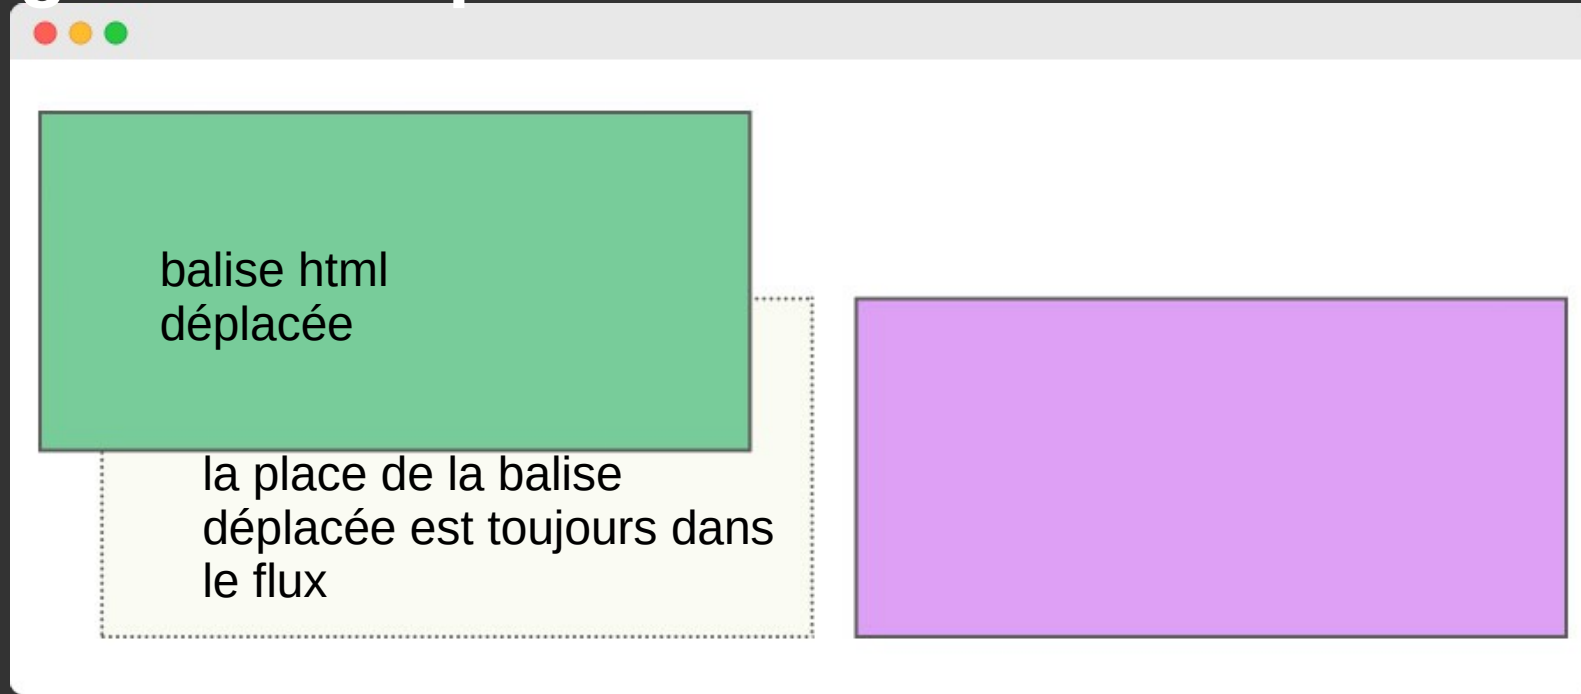 balise html
déplacée
la place de la balise
déplacée est toujours dans
le flux